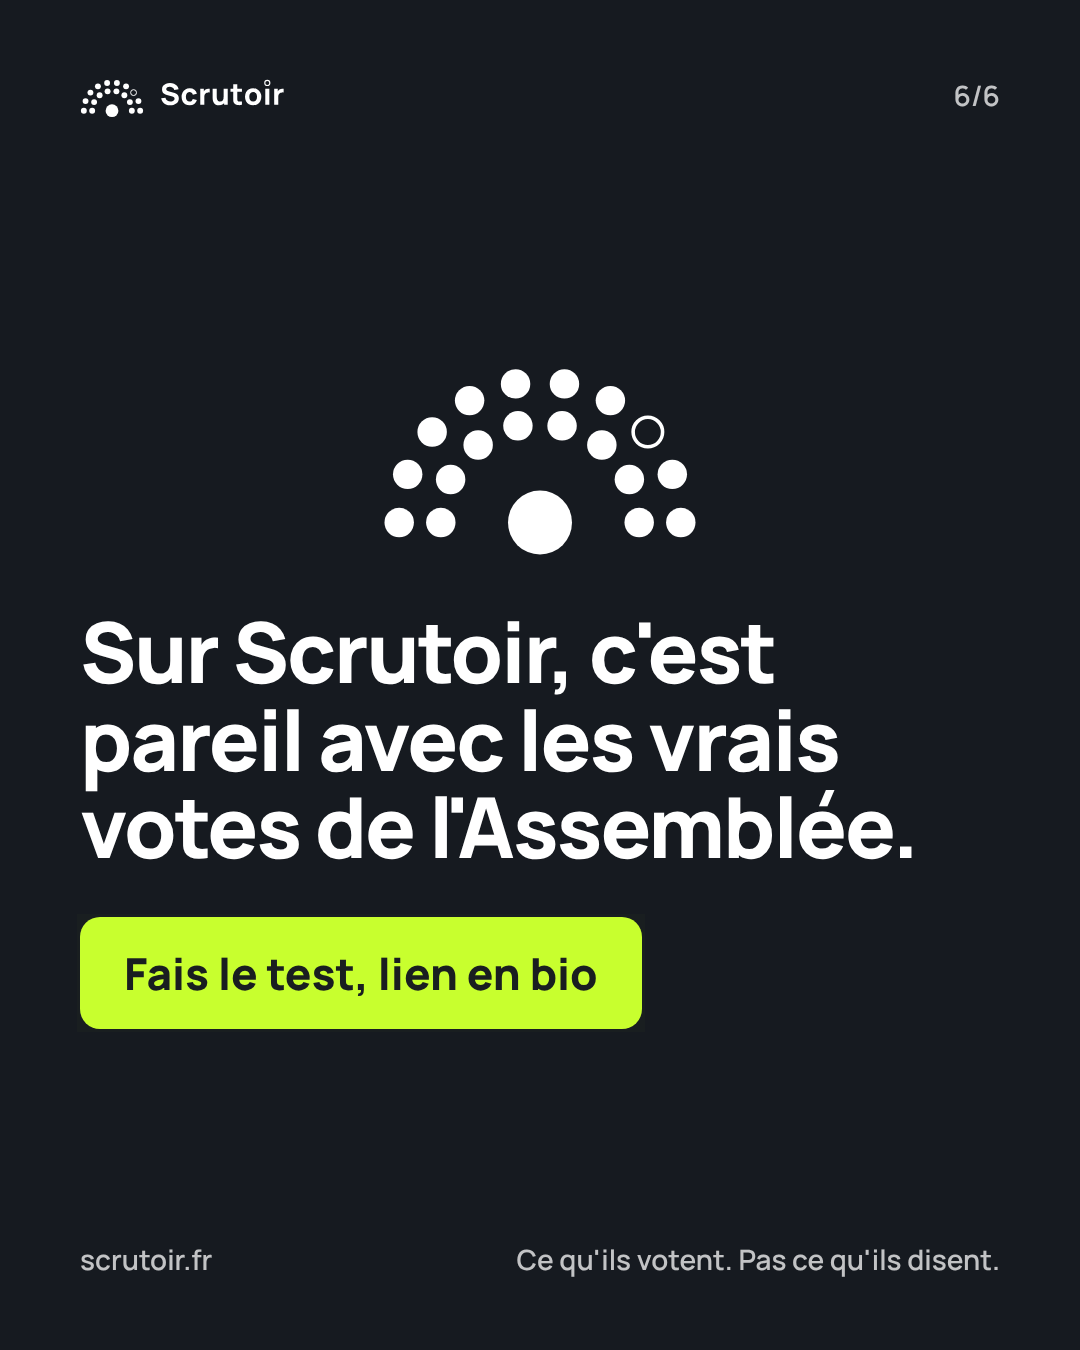 Scrutoir
6/6
Sur Scrutoir, c'est
pareil avec les vrais
votes de l'Assemblée.
Fais le test, lien en bio
scrutoir.fr
Ce qu'ils votent. Pas ce qu'ils disent.